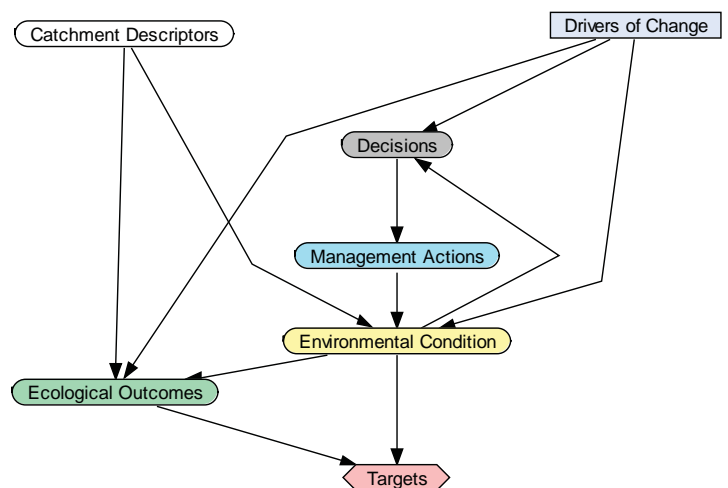 Drivers of Change
Catchment Descriptors
Decisions
Management Actions
Environmental Condition
Ecological Outcomes
Targets